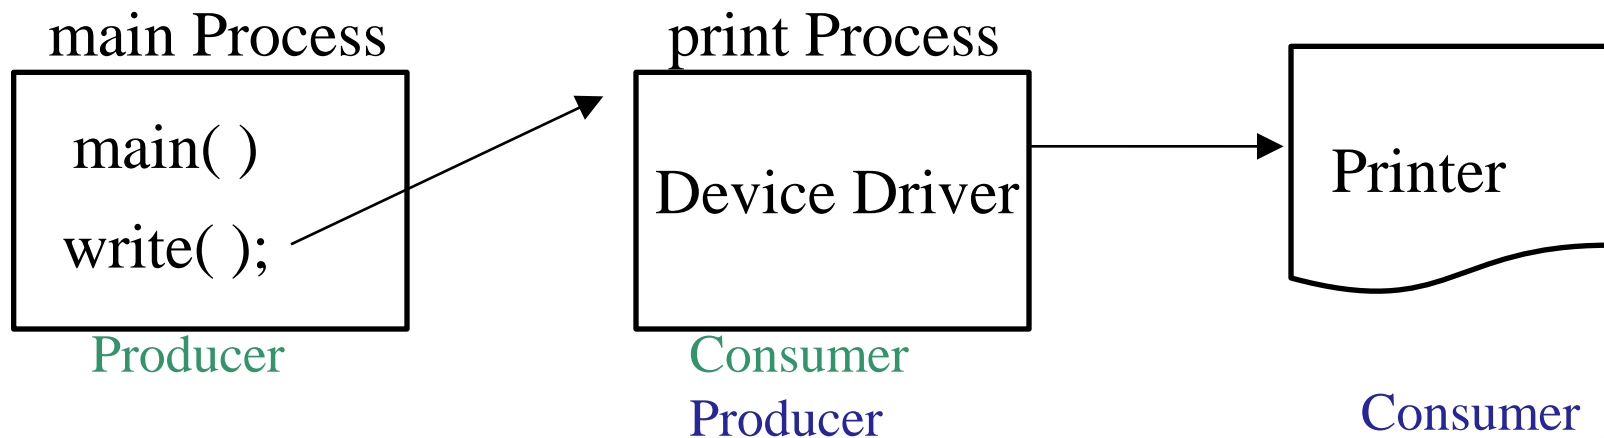 main Process
main( )
write( );
Producer
print Process
Device Driver
Consumer
Producer
Printer
Consumer